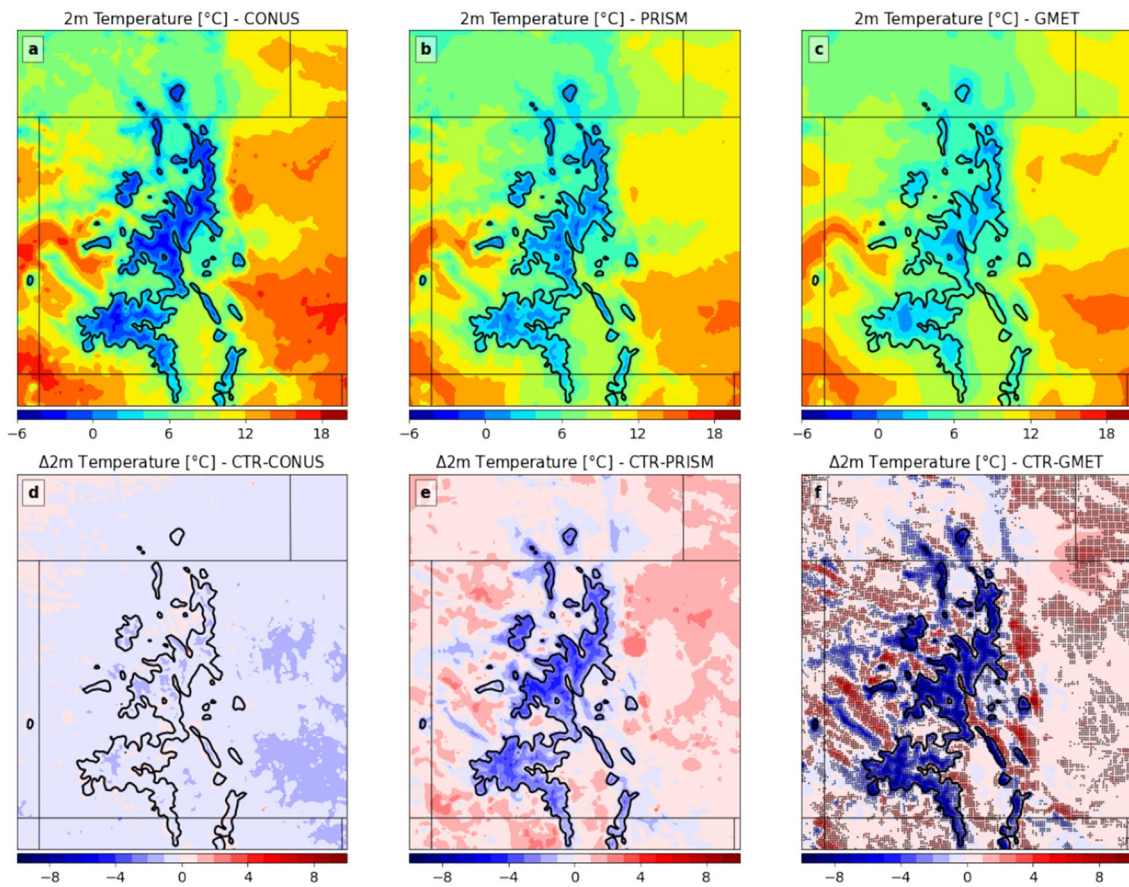 2m Temperature [°C] - CONUS
2m Temperature [°C] - PRISM
2m Temperature [°C] - GMET
a
b
c
−6 0 6 12 18
−6 0 6 12 18
−6 0 6 12 18
Δ2m Temperature [°C] - CTR-CONUS
Δ2m Temperature [°C] - CTR-PRISM
Δ2m Temperature [°C] - CTR-GMET
d
e
f
−8 −4 0 4 8
−8 −4 0 4 8
−8 −4 0 4 8